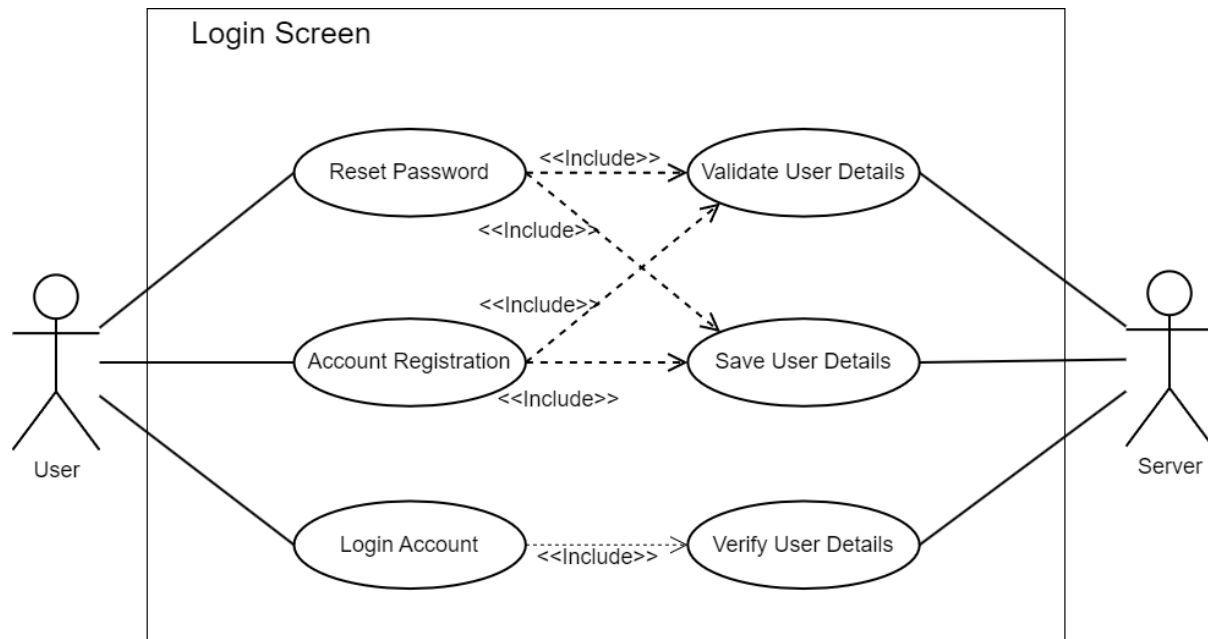 Login Screen
Reset Password
<<Include>>
Validate User Details
<<Include>>
<<Include>>
Account Registration
Save User Details
<<Include>>
User
Server
Login Account
<<Include>>
Verify User Details